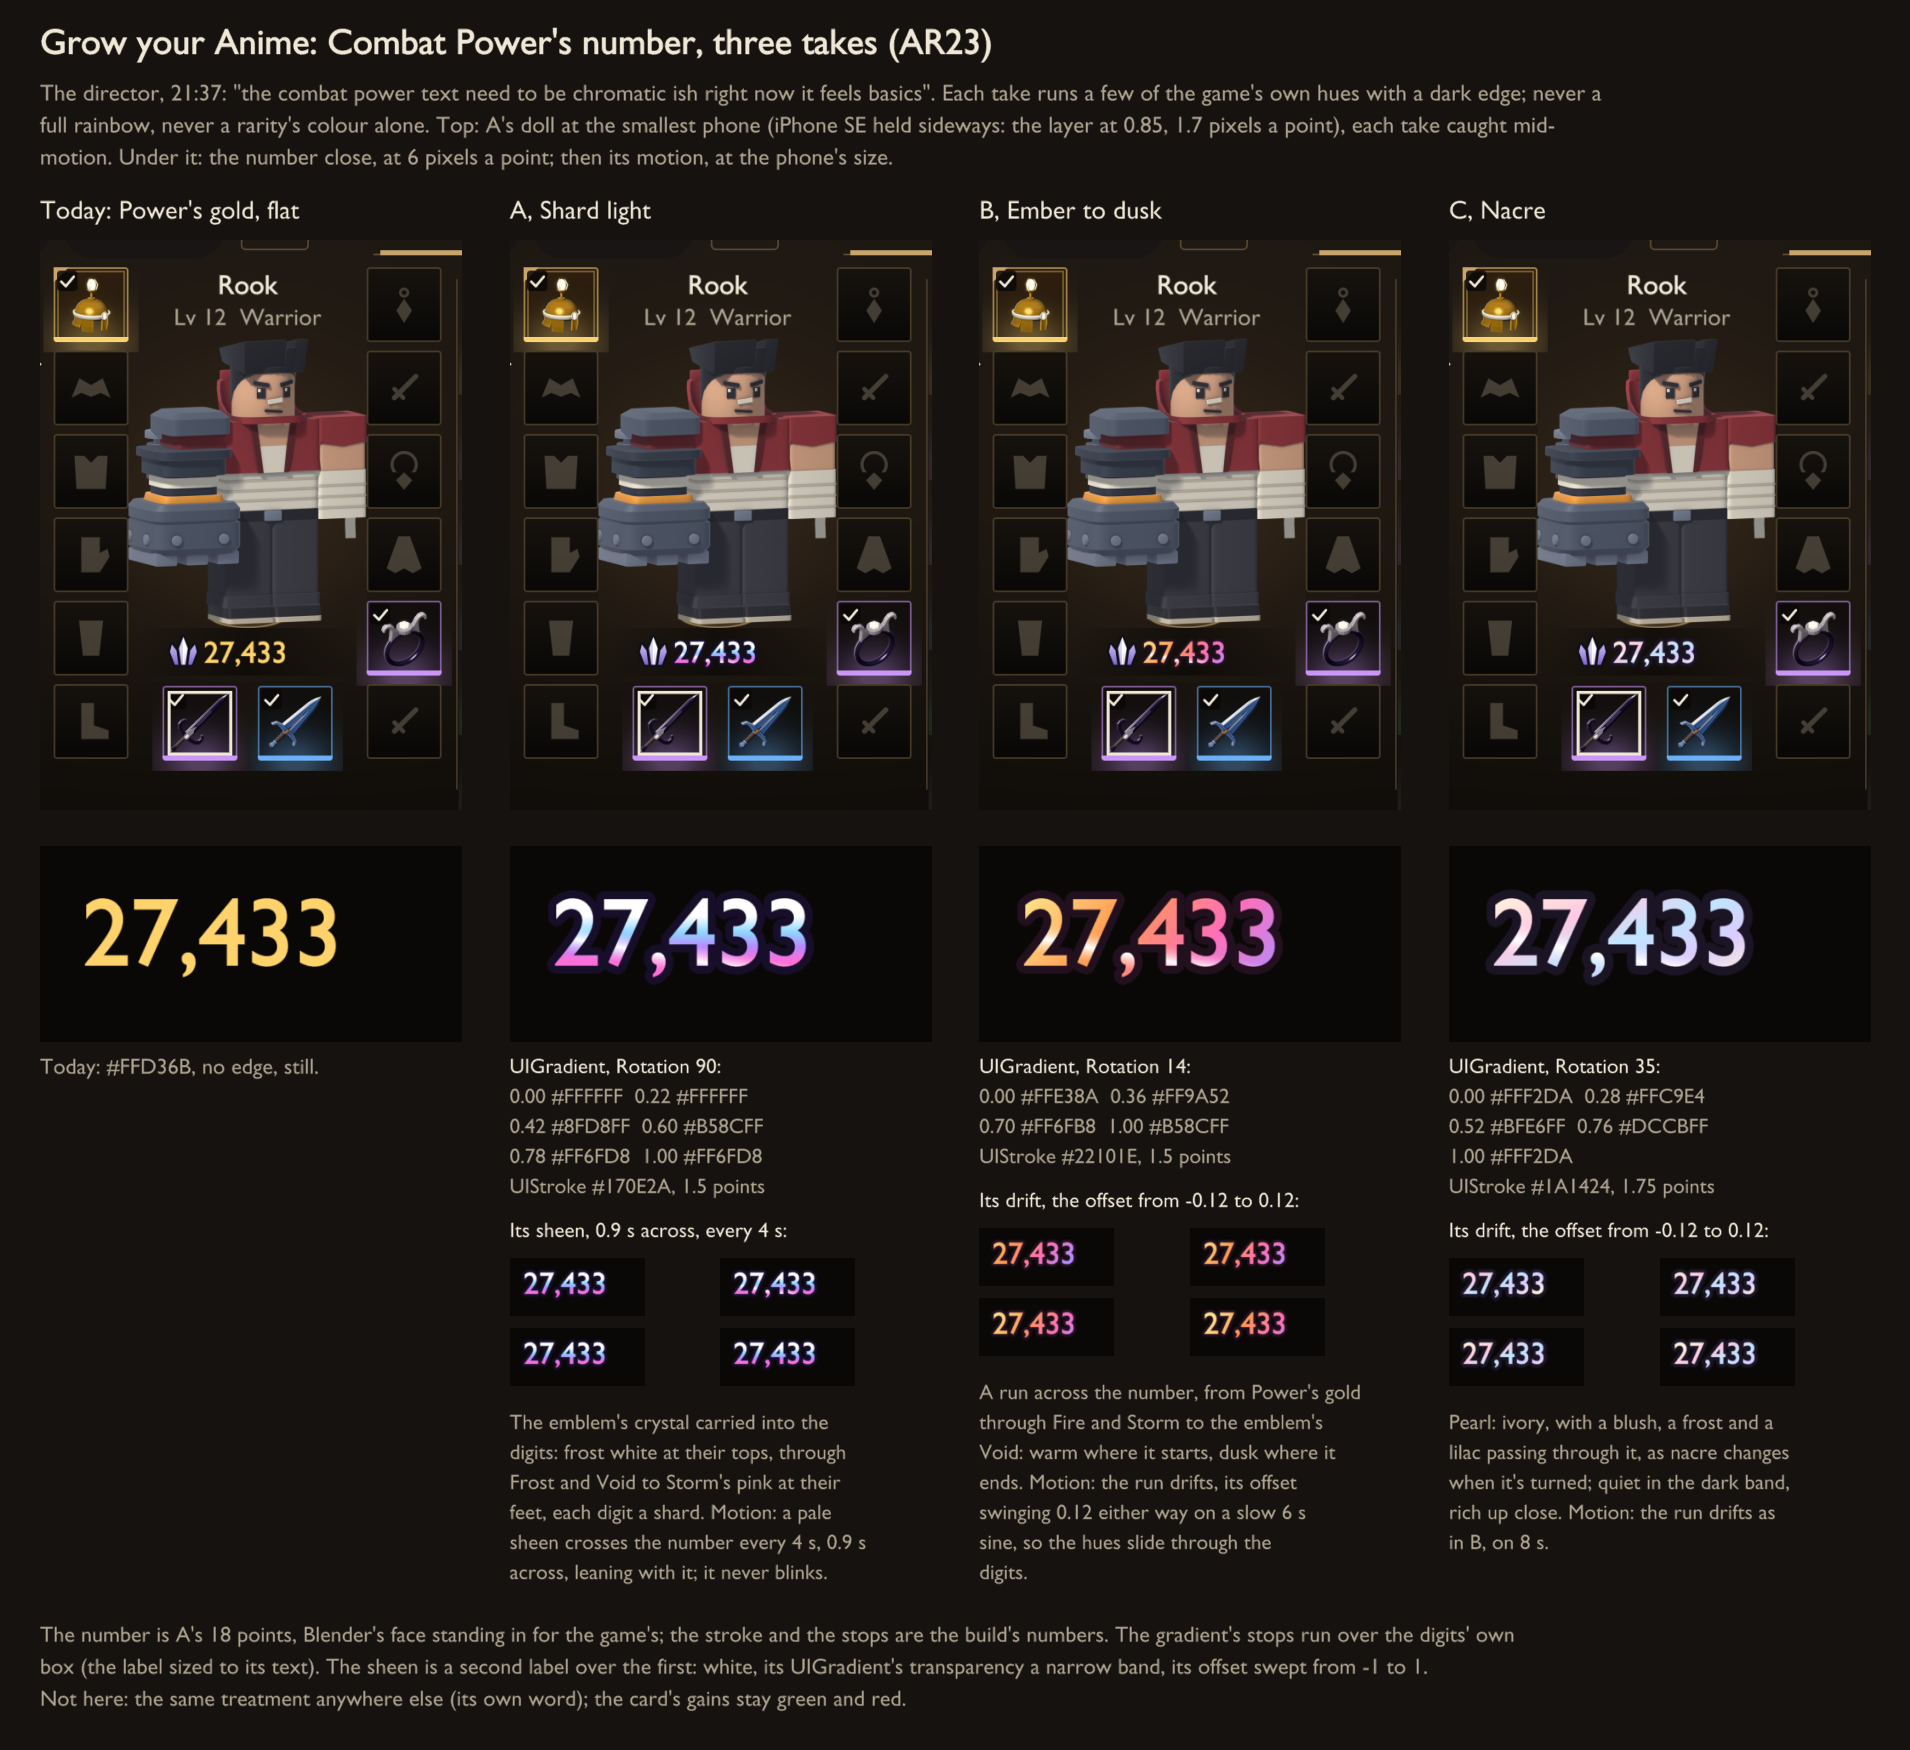 Grow your Anime: Combat Power's number, three takes (AR23)
The director, 21:37: "the combat power text need to be chromatic ish right now it feels basics". Each take runs a few of the game's own hues with a dark edge; never a
full rainbow, never a rarity's colour alone. Top: A's doll at the smallest phone (iPhone SE held sideways: the layer at 0.85, 1.7 pixels a point), each take caught mid-
motion. Under it: the number close, at 6 pixels a point; then its motion, at the phone's size.
Today: Power's gold, flat
Rook
Lv 12 Warrior
27,433
27,433
Today: #FFD36B, no edge, still.
A, Shard light
Rook
Lv 12 Warrior
27,433
27,433
UIGradient, Rotation 90:
0.00 #FFFFFF 0.22 #FFFFFF
0.42 #8FD8FF 0.60 #B58CFF
0.78 #FF6FD8 1.00 #FF6FD8
UIStroke #170E2A, 1.5 points
Its sheen, 0.9 s across, every 4 s:
27,433 27,433
27,433 27,433
The emblem's crystal carried into the
digits: frost white at their tops, through
Frost and Void to Storm's pink at their
feet, each digit a shard. Motion: a pale
sheen crosses the number every 4 s, 0.9 s
across, leaning with it; it never blinks.
B, Ember to dusk
Rook
Lv 12 Warrior
27,433
27,433
UIGradient, Rotation 14:
0.00 #FFE38A 0.36 #FF9A52
0.70 #FF6FB8 1.00 #B58CFF
UIStroke #22101E, 1.5 points
Its drift, the offset from -0.12 to 0.12:
27,433 27,433
27,433 27,433
A run across the number, from Power's gold
through Fire and Storm to the emblem's
Void: warm where it starts, dusk where it
ends. Motion: the run drifts, its offset
swinging 0.12 either way on a slow 6 s
sine, so the hues slide through the
digits.
C, Nacre
Rook
Lv 12 Warrior
27,433
27,433
UIGradient, Rotation 35:
0.00 #FFF2DA 0.28 #FFC9E4
0.52 #BFE6FF 0.76 #DCCBFF
1.00 #FFF2DA
UIStroke #1A1424, 1.75 points
Its drift, the offset from -0.12 to 0.12:
27,433 27,433
27,433 27,433
Pearl: ivory, with a blush, a frost and a
lilac passing through it, as nacre changes
when it's turned; quiet in the dark band,
rich up close. Motion: the run drifts as
in B, on 8 s.
The number is A's 18 points, Blender's face standing in for the game's; the stroke and the stops are the build's numbers. The gradient's stops run over the digits' own
box (the label sized to its text). The sheen is a second label over the first: white, its UIGradient's transparency a narrow band, its offset swept from -1 to 1.
Not here: the same treatment anywhere else (its own word); the card's gains stay green and red.